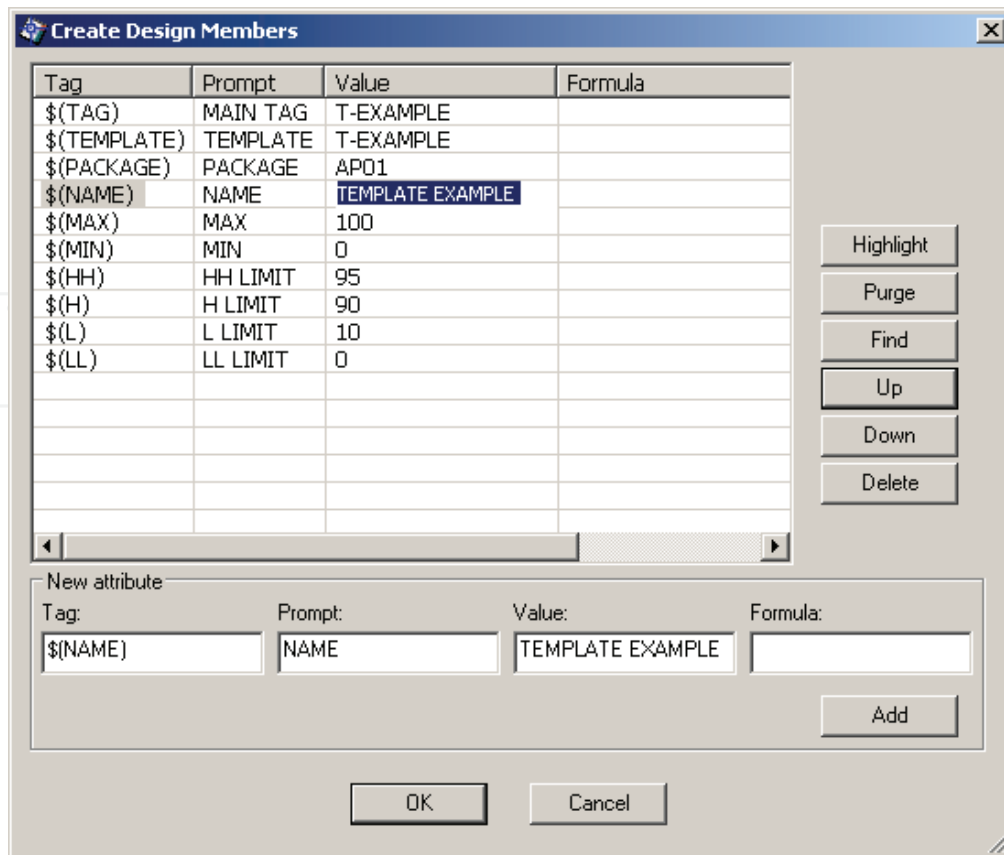 Create Design Members
Tag Prompt Value Formula
$(TAG) MAIN TAG T-EXAMPLE
$(TEMPLATE) TEMPLATE T-EXAMPLE
$(PACKAGE) PACKAGE AP01
$(NAME) NAME TEMPLATE EXAMPLE
$(MAX) MAX 100
$(MIN) MIN 0
$(HH) HH LIMIT 95
$(H) H LIMIT 90
$(L) L LIMIT 10
$(LL) LL LIMIT 0
Highlight
Purge
Find
Up
Down
Delete
New attribute
Tag: Prompt: Value: Formula:
$(NAME) NAME TEMPLATE EXAMPLE
Add
OK Cancel